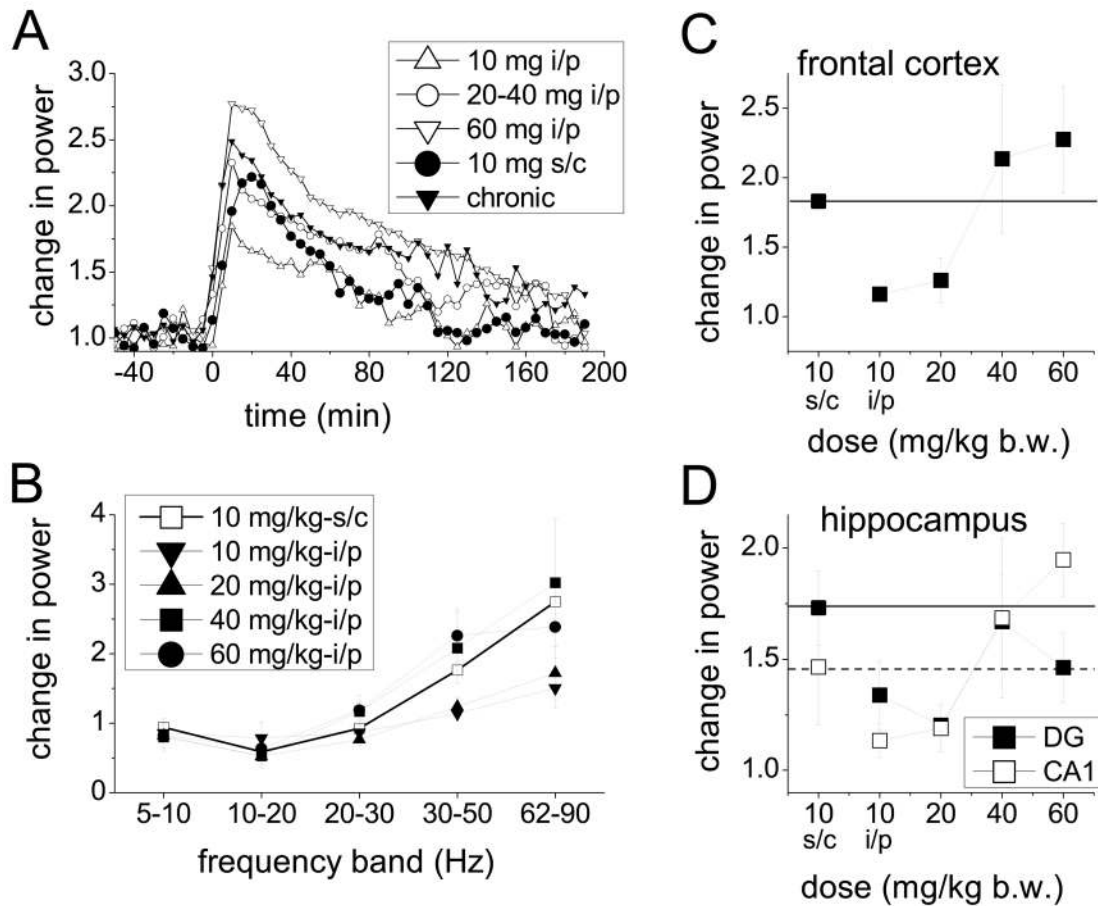 A
10 mg i/p
20-40 mg i/p
60 mg i/p
10 mg s/c
chronic
change in power
3.0
2.5
2.0
1.5
1.0
-40 0 40 80 120 160 200
time (min)
B
10 mg/kg-s/c
10 mg/kg-i/p
20 mg/kg-i/p
40 mg/kg-i/p
60 mg/kg-i/p
change in power
4
3
2
1
0
5-10 10-20 20-30 30-50 62-90
frequency band (Hz)
C
frontal cortex
change in power
2.5
2.0
1.5
1.0
10 10 20 40 60
s/c i/p
dose (mg/kg b.w.)
D
hippocampus
change in power
2.0
1.5
1.0
DG
CA1
10 10 20 40 60
s/c i/p
dose (mg/kg b.w.)